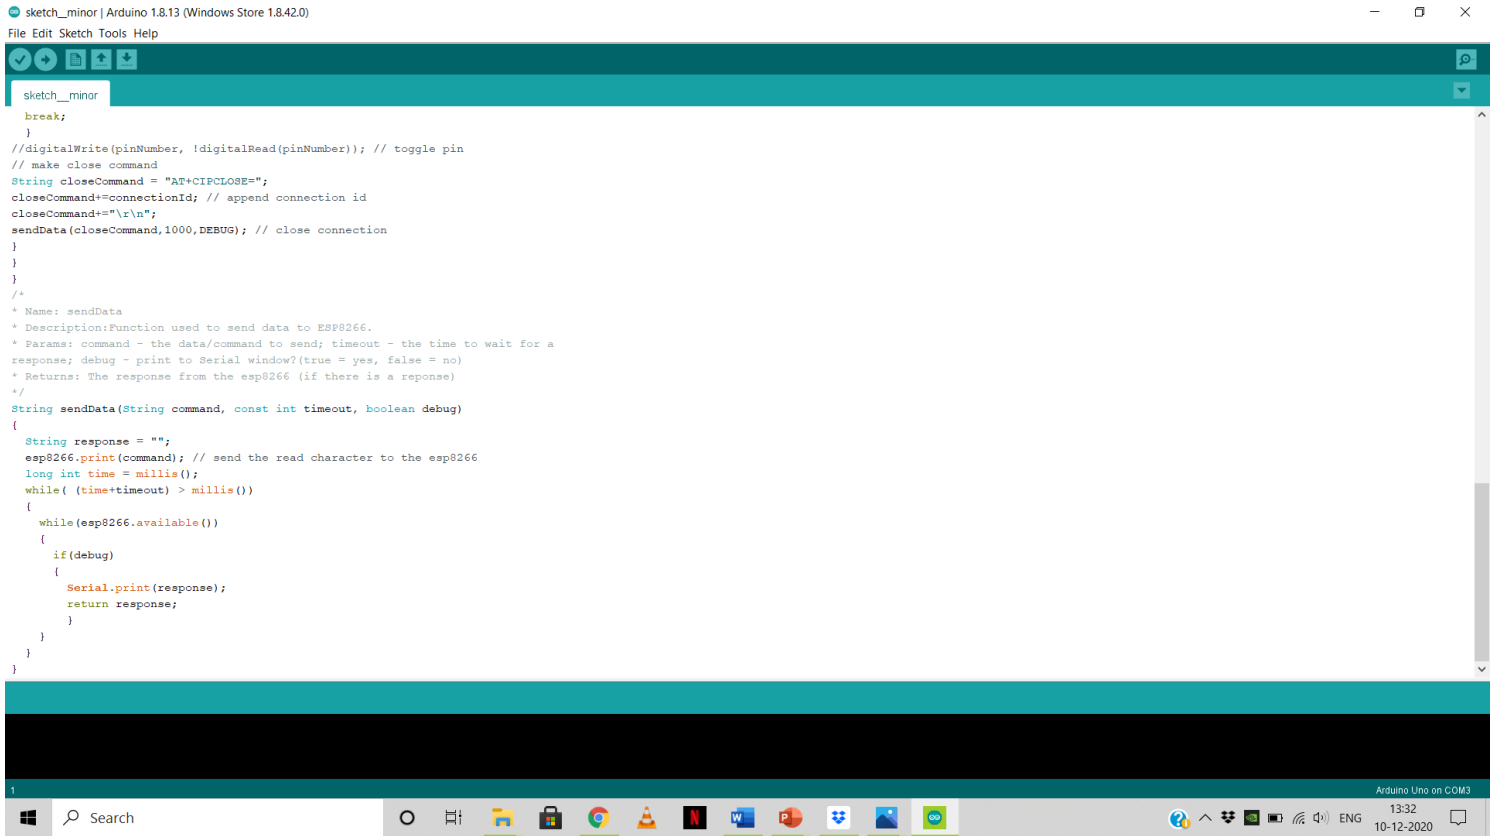 sketch__minor | Arduino 1.8.13 (Windows Store 1.8.42.0)
File Edit Sketch Tools Help
sketch__minor
break;
}
//digitalWrite(pinNumber, !digitalRead(pinNumber)); // toggle pin
// make close command
String closeCommand = "AT+CIPCLOSE=";
closeCommand+=connectionId; // append connection id
closeCommand+="\r\n";
sendData(closeCommand,1000,DEBUG); // close connection
}
}
}
/*
* Name: sendData
* Description:Function used to send data to ESP8266.
* Params: command - the data/command to send; timeout - the time to wait for a
response; debug - print to Serial window?(true = yes, false = no)
* Returns: The response from the esp8266 (if there is a reponse)
*/
String sendData(String command, const int timeout, boolean debug)
{
String response = "";
esp8266.print(command); // send the read character to the esp8266
long int time = millis();
while( (time+timeout) > millis())
{
while(esp8266.available())
{
if(debug)
{
Serial.print(response);
return response;
}
}
}
}
1
Arduino Uno on COM3
Search
ENG
13:32
10-12-2020